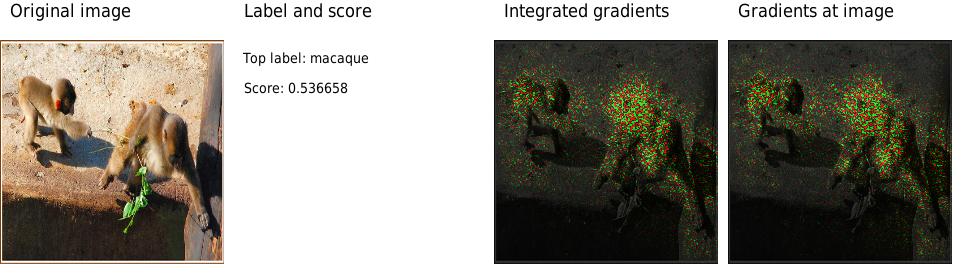 Original image
Label and score
Integrated gradients
Gradients at image
Top label: macaque
Score: 0.536658